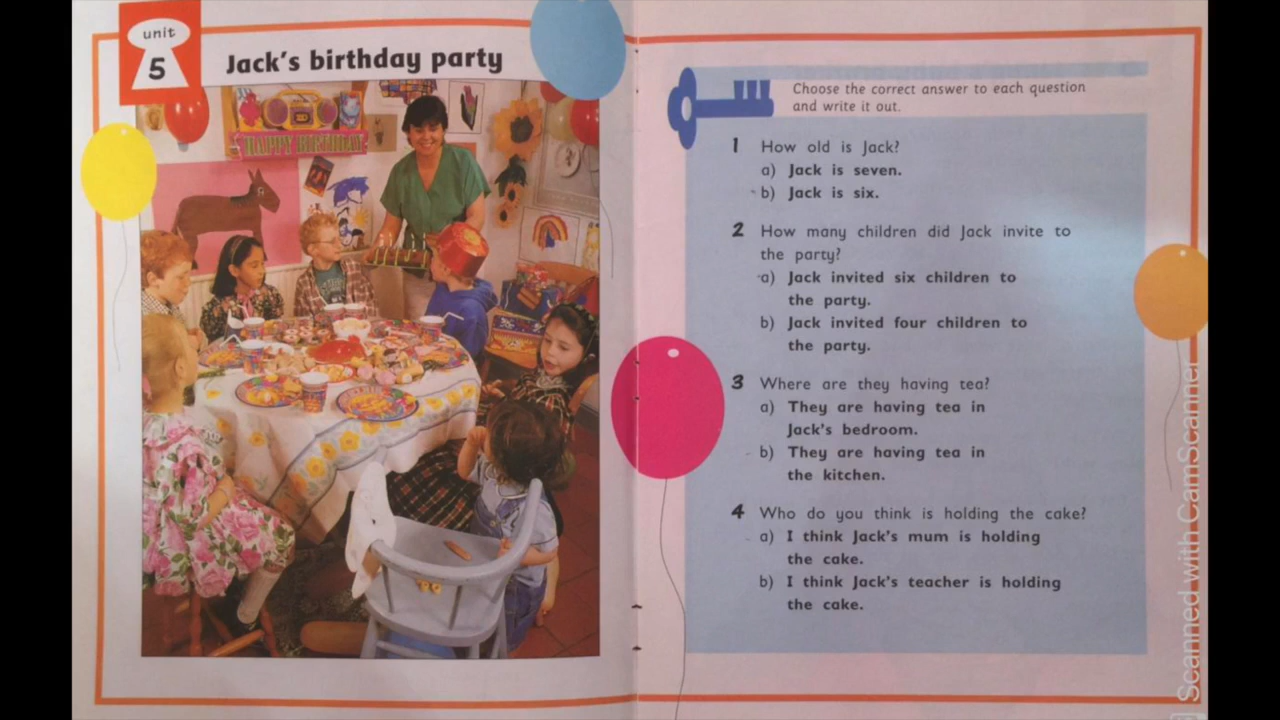 unit
5
Jack's birthday party
HAPPY BIRTHDAY
Choose the correct answer to each question
and write it out.
1 How old is Jack?
a) Jack is seven.
b) Jack is six.
2 How many children did Jack invite to
the party?
a) Jack invited six children to
the party.
b) Jack invited four children to
the party.
3 Where are they having tea?
a) They are having tea in
Jack's bedroom.
b) They are having tea in
the kitchen.
4 Who do you think is holding the cake?
a) I think Jack's mum is holding
the cake.
b) I think Jack's teacher is holding
the cake.
Scanned with CamScanner